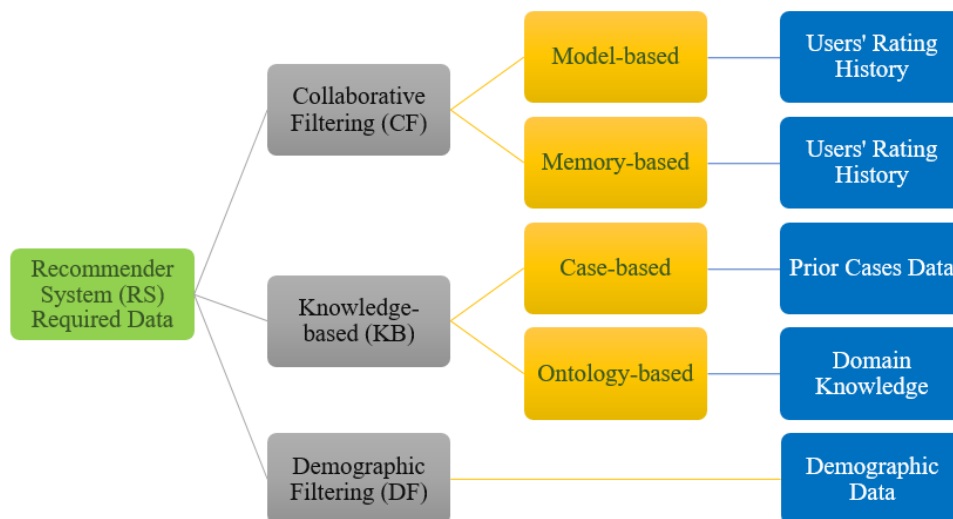 Recommender
System (RS)
Required Data
Collaborative
Filtering (CF)
Model-based
Users' Rating
History
Memory-based
Users' Rating
History
Knowledge-
based (KB)
Case-based
Prior Cases Data
Ontology-based
Domain
Knowledge
Demographic
Filtering (DF)
Demographic
Data